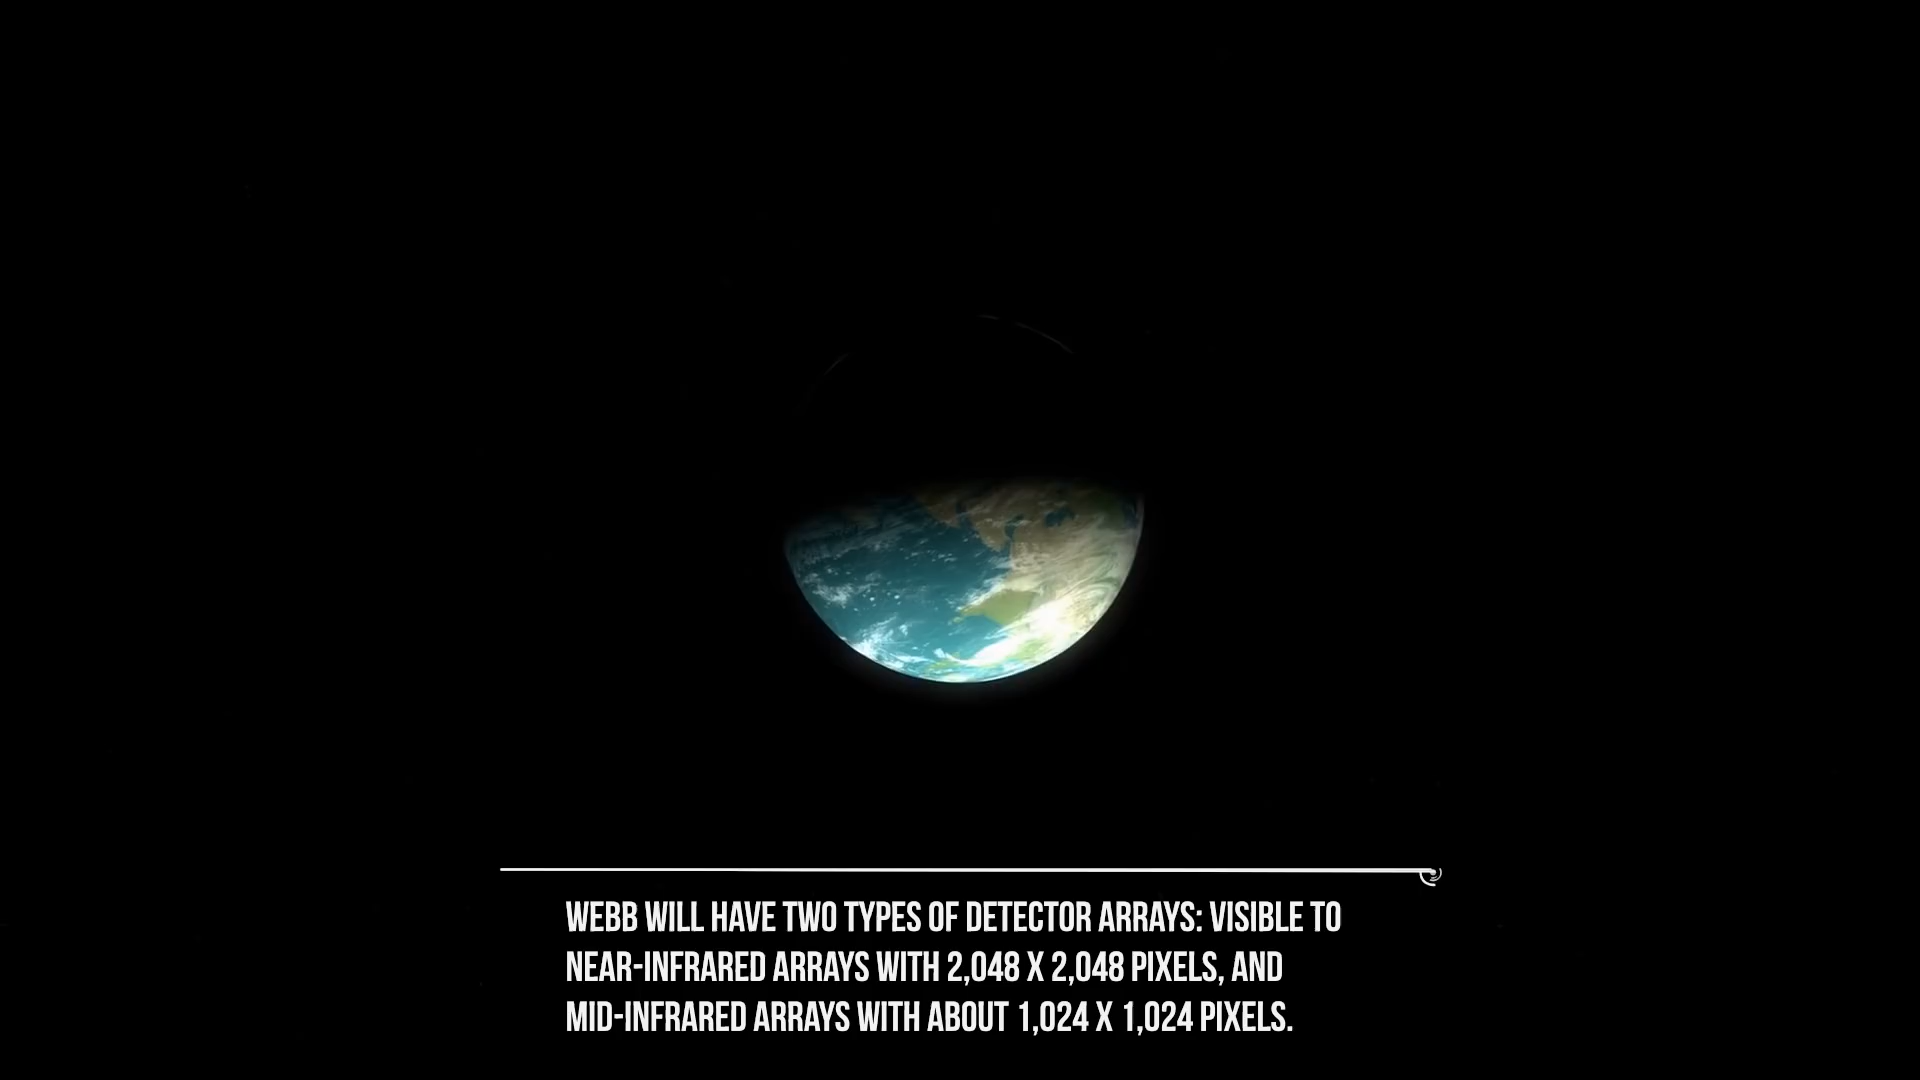 WEBB WILL HAVE TWO TYPES OF DETECTOR ARRAYS: VISIBLE TO
NEAR-INFRARED ARRAYS WITH 2,048 X 2,048 PIXELS, AND
MID-INFRARED ARRAYS WITH ABOUT 1,024 X 1,024 PIXELS.